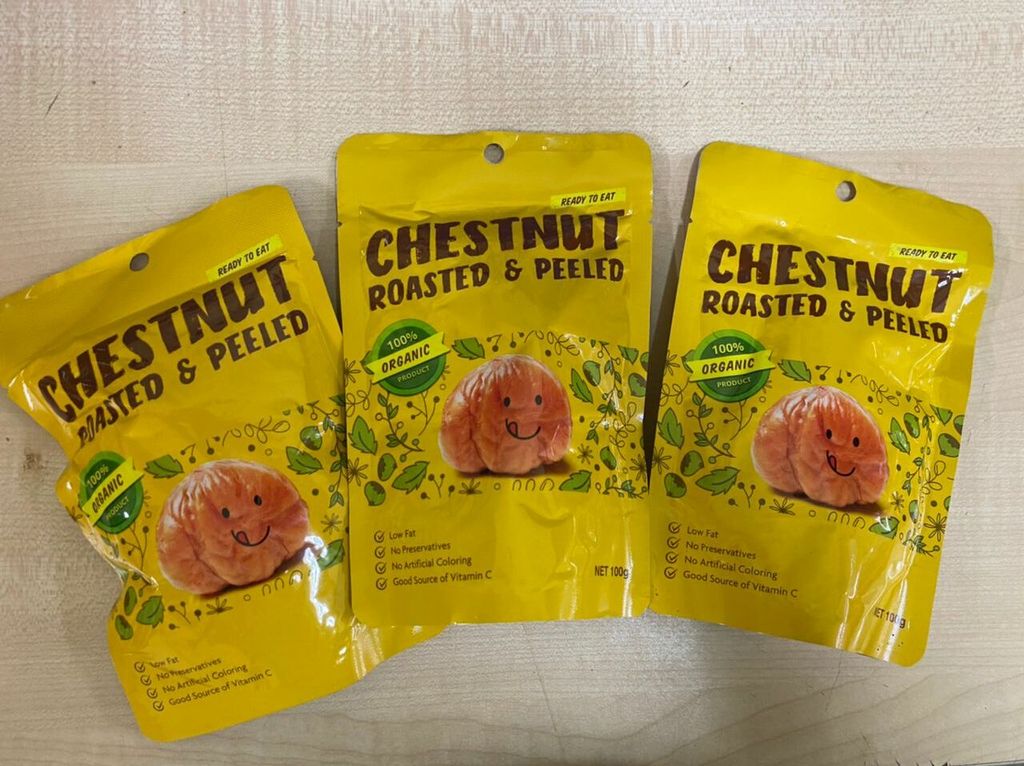 READY TO EAT
CHESTNUT
ROASTED & PEELED
100%
ORGANIC
PRODUCT
Low Fat
No Preservatives
No Artificial Coloring
Good Source of Vitamin C
READY TO EAT
CHESTNUT
ROASTED & PEELED
100%
ORGANIC
PRODUCT
Low Fat
No Preservatives
No Artificial Coloring
Good Source of Vitamin C
NET 100g
READY TO EAT
CHESTNUT
ROASTED & PEELED
100%
ORGANIC
PRODUCT
Low Fat
No Preservatives
No Artificial Coloring
Good Source of Vitamin C
NET 100g